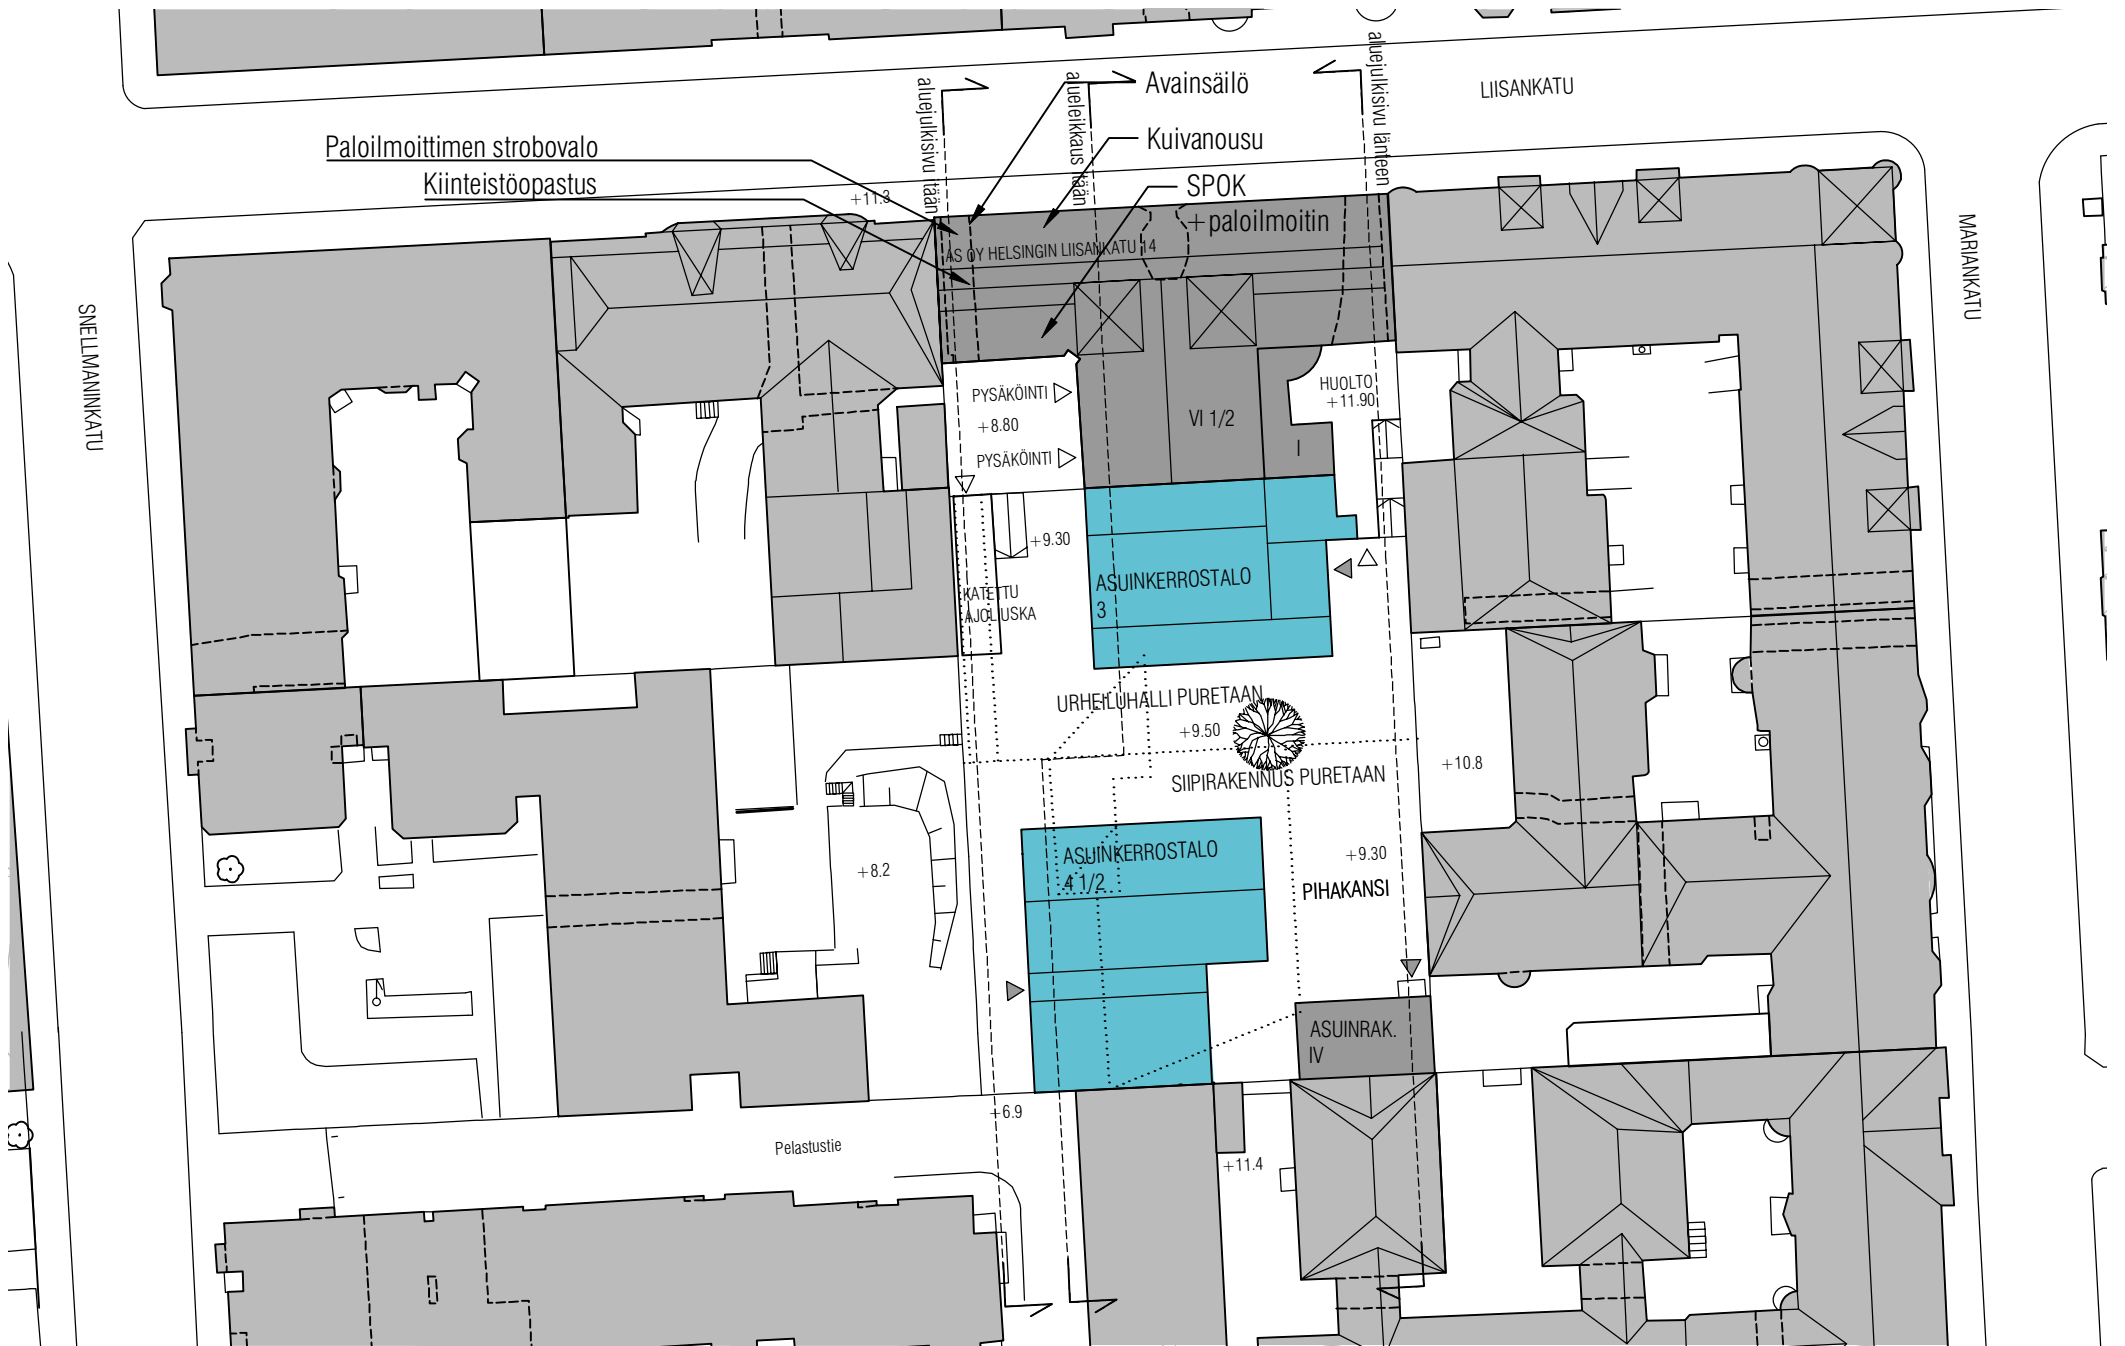 LIISANKATU
Avainsäilö
Paloilmoittimen strobovalo
Kuivanousu
Kiinteistöopastus
SPOK
+paloilmoitin
aluejulkisivu itään
alueleikkaus itään
aluejulkisivu länteen
+11.3
AS OY HELSINGIN LIISANKATU 14
SNELLMANINKATU
MARIANKATU
PYSÄKÖINTI
+8.80
PYSÄKÖINTI
HUOLTO
+11.90
VI 1/2
I
+9.30
KATETTU
AJOLIUSKA
ASUINKERROSTALO
3
URHEILUHALLI PURETAAN
+9.50
SIIPIRAKENNUS PURETAAN
+10.8
ASUINKERROSTALO
4 1/2
+8.2
+9.30
PIHAKANSI
ASUINRAK.
IV
+6.9
Pelastustie
+11.4